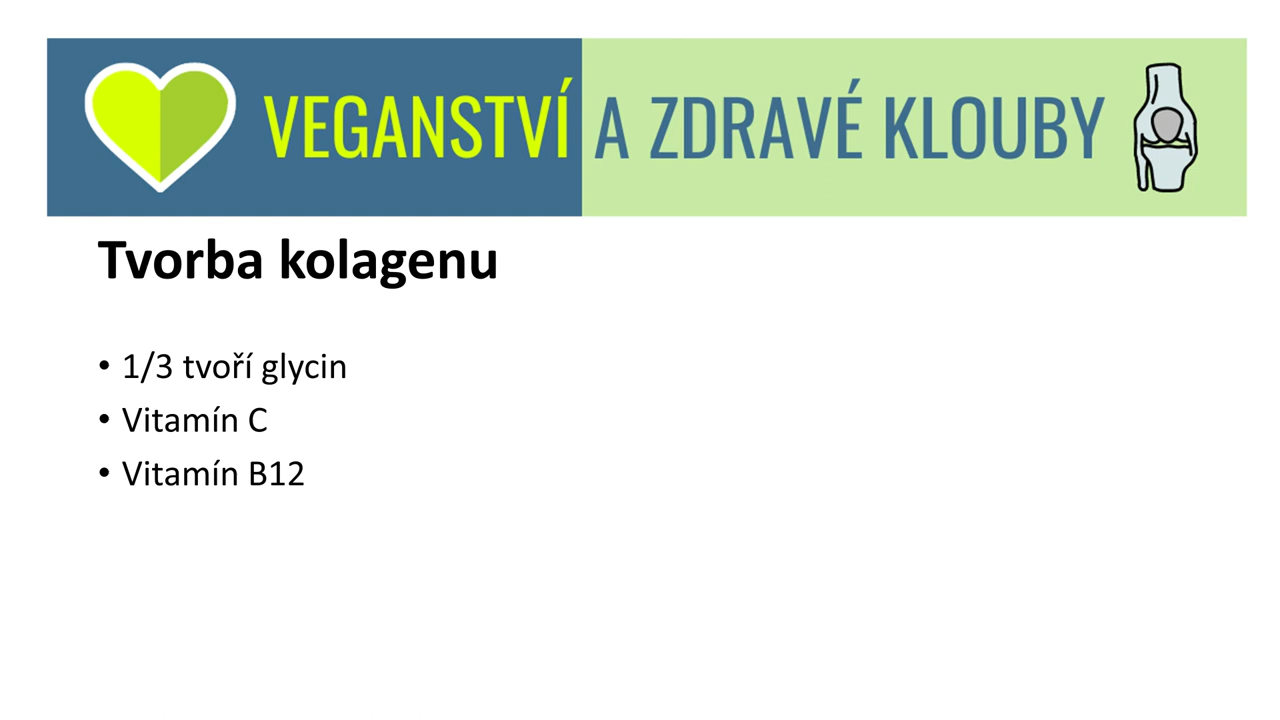 VEGANSTVÍ A ZDRAVÉ KLOUBY
Tvorba kolagenu
• 1/3 tvoří glycin
• Vitamín C
• Vitamín B12